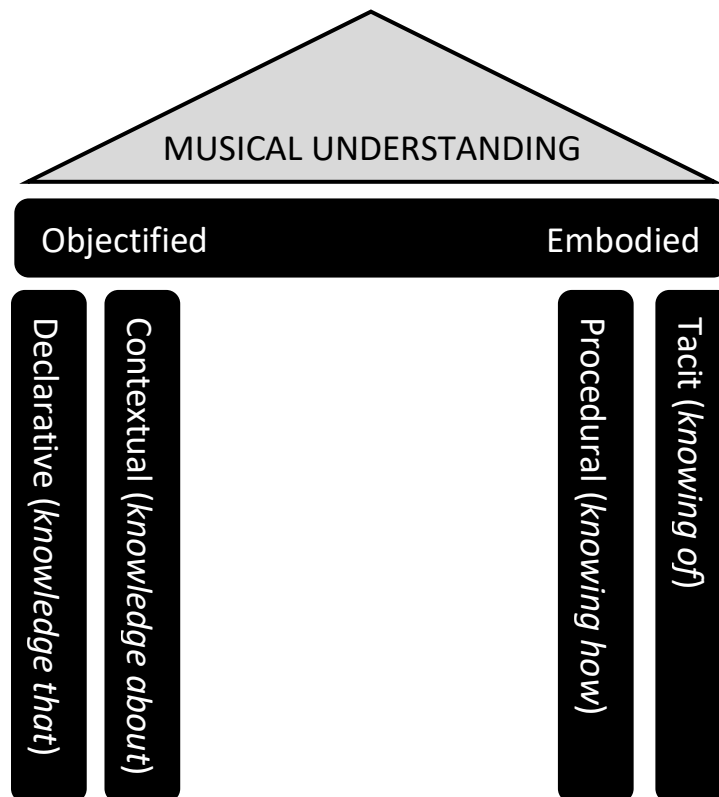 MUSICAL UNDERSTANDING
Objectified
Embodied
Declarative (knowledge that)
Contextual (knowledge about)
Procedural (knowing how)
Tacit (knowing of)